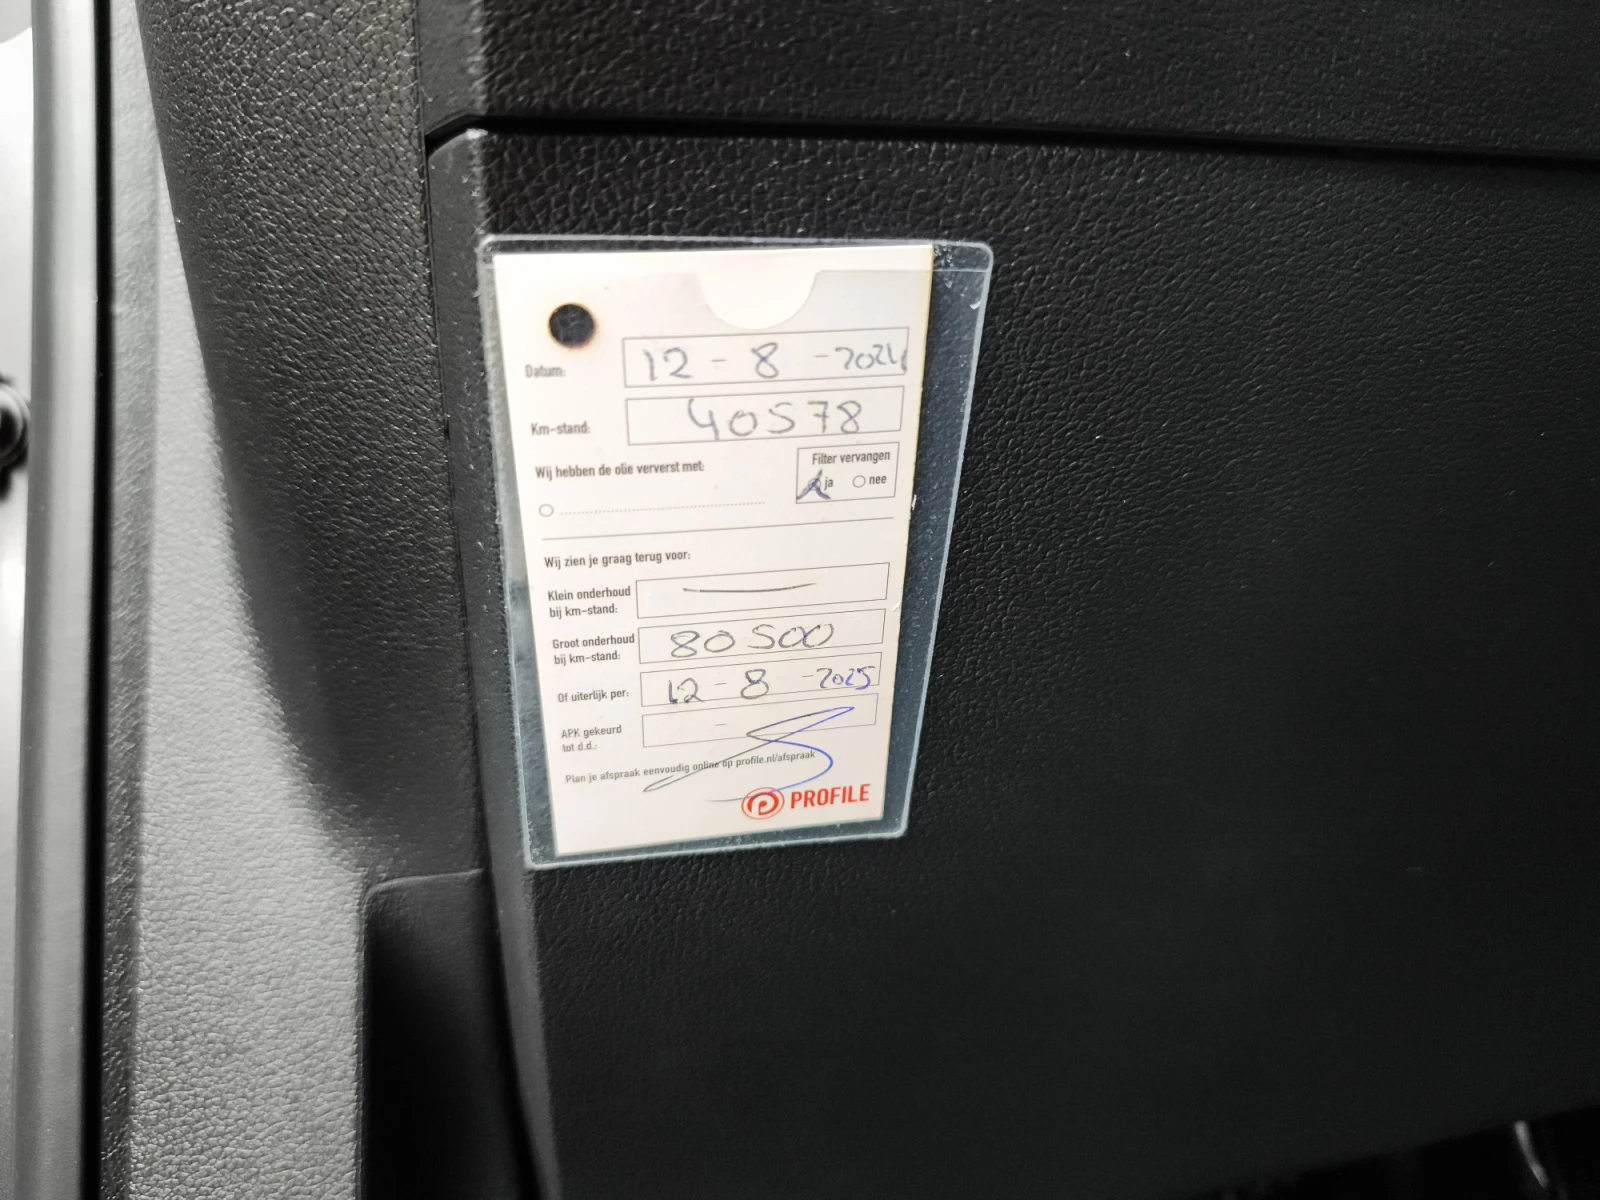 Datum: 12 - 8 - 2024
Km-stand: 40578
Wij hebben de olie ververst met:
Filter vervangen
ja nee
Wij zien je graag terug voor:
Klein onderhoud
bij km-stand: —
Groot onderhoud
bij km-stand: 80500
Of uiterlijk per: 12 - 8 - 2025
APK gekeurd
tot d.d.: -
Plan je afspraak eenvoudig online op profile.nl/afspraak
PROFILE